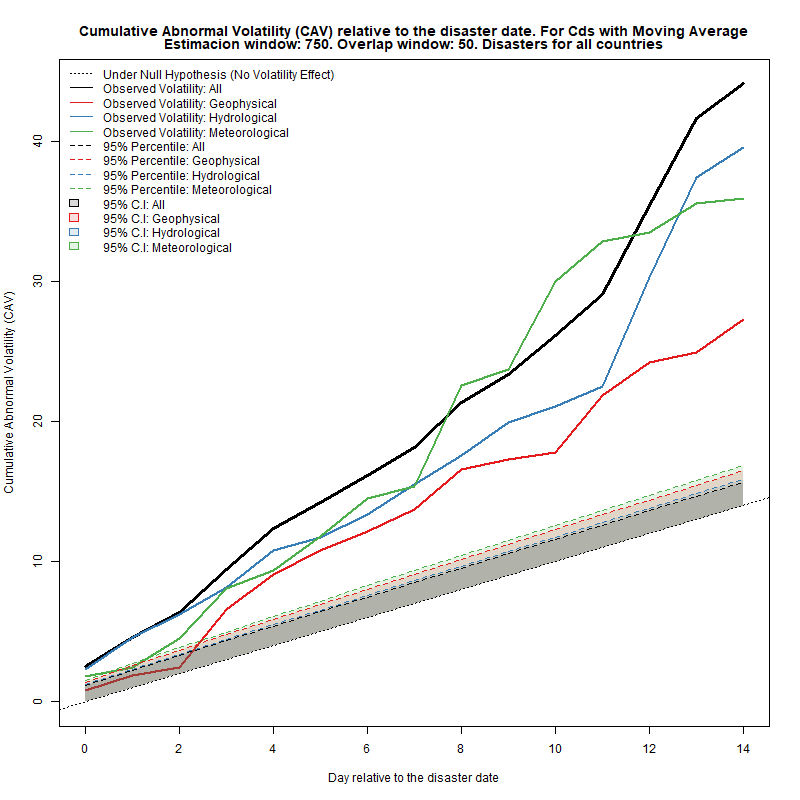 Cumulative Abnormal Volatility (CAV) relative to the disaster date. For Cds with Moving Average
Estimacion window: 750. Overlap window: 50. Disasters for all countries
Under Null Hypothesis (No Volatility Effect)
Observed Volatility: All
Observed Volatility: Geophysical
Observed Volatility: Hydrological
Observed Volatility: Meteorological
95% Percentile: All
95% Percentile: Geophysical
95% Percentile: Hydrological
95% Percentile: Meteorological
95% C.I: All
95% C.I: Geophysical
95% C.I: Hydrological
95% C.I: Meteorological
Cumulative Abnormal Volatility (CAV)
40
30
20
10
0
0 2 4 6 8 10 12 14
Day relative to the disaster date